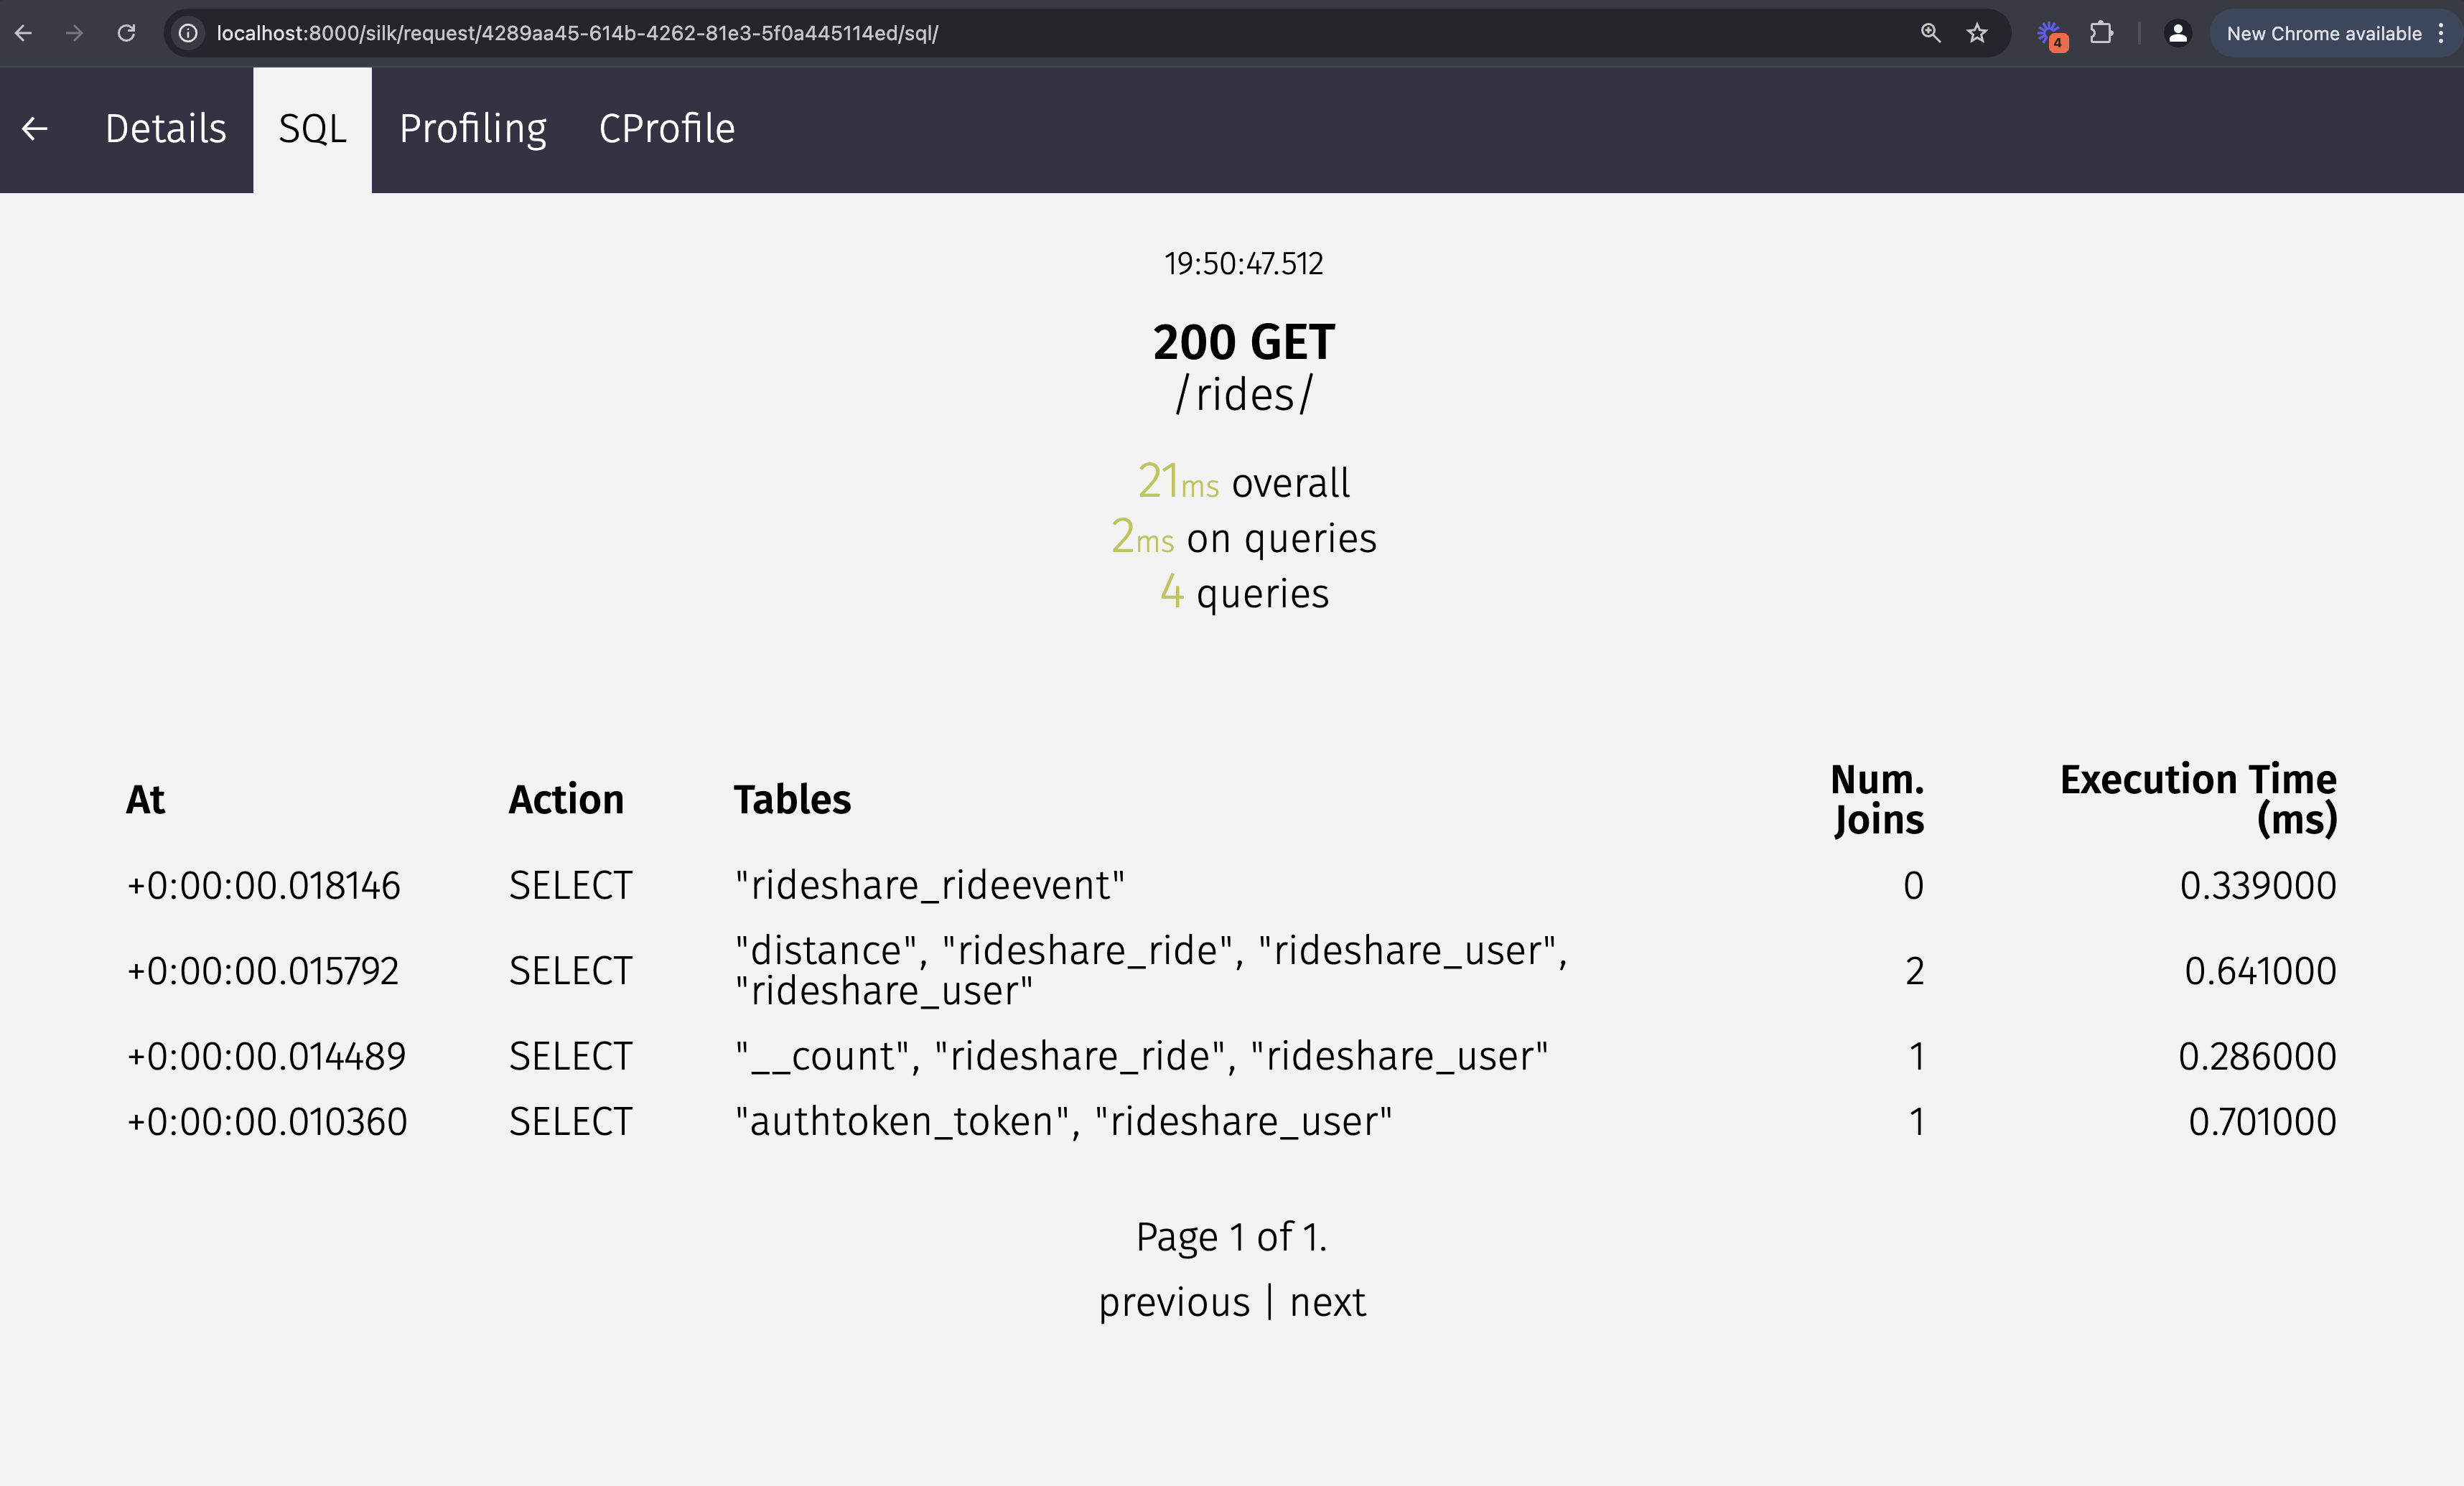 localhost:8000/silk/request/4289aa45-614b-4262-81e3-5f0a445114ed/sql/
4
New Chrome available
Details SQL Profiling CProfile
19:50:47.512
200 GET
/rides/
21ms overall
2ms on queries
4 queries
At Action Tables Num. Joins Execution Time (ms)
+0:00:00.018146 SELECT "rideshare_rideevent" 0 0.339000
+0:00:00.015792 SELECT "distance", "rideshare_ride", "rideshare_user", "rideshare_user" 2 0.641000
+0:00:00.014489 SELECT "__count", "rideshare_ride", "rideshare_user" 1 0.286000
+0:00:00.010360 SELECT "authtoken_token", "rideshare_user" 1 0.701000
Page 1 of 1.
previous | next